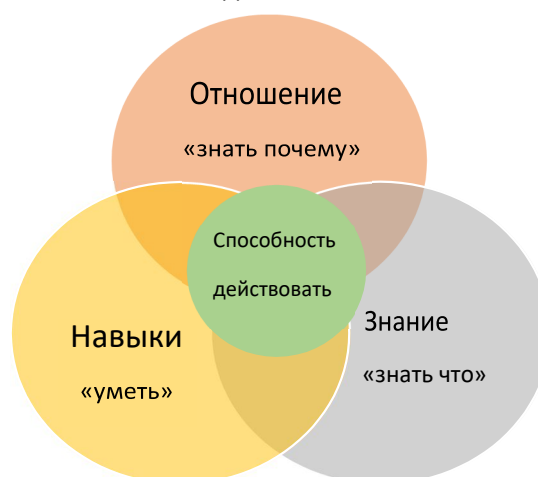 Отношение
«знать почему»
Способность
действовать
Навыки
«уметь»
Знание
«знать что»